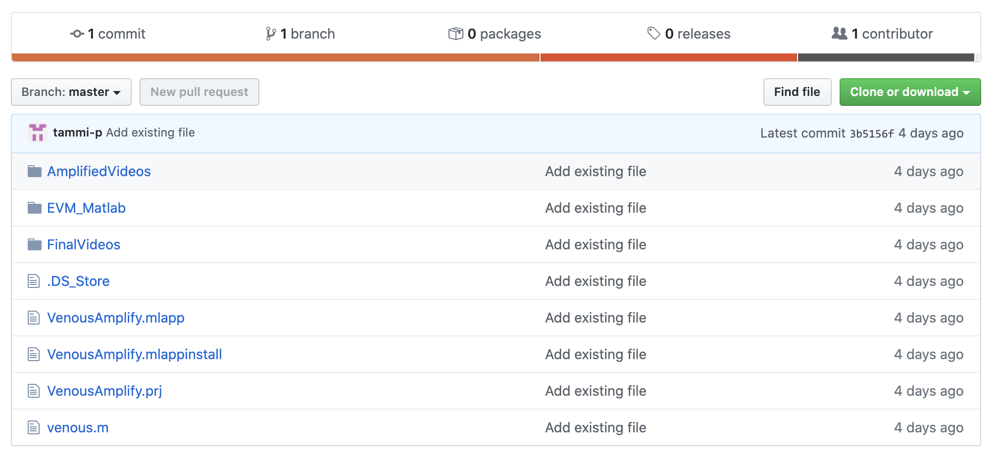 1 commit 1 branch 0 packages 0 releases 1 contributor
Branch: master New pull request Find file Clone or download
tammi-p Add existing file Latest commit 3b5156f 4 days ago
AmplifiedVideos Add existing file 4 days ago
EVM_Matlab Add existing file 4 days ago
FinalVideos Add existing file 4 days ago
.DS_Store Add existing file 4 days ago
VenousAmplify.mlapp Add existing file 4 days ago
VenousAmplify.mlappinstall Add existing file 4 days ago
VenousAmplify.prj Add existing file 4 days ago
venous.m Add existing file 4 days ago